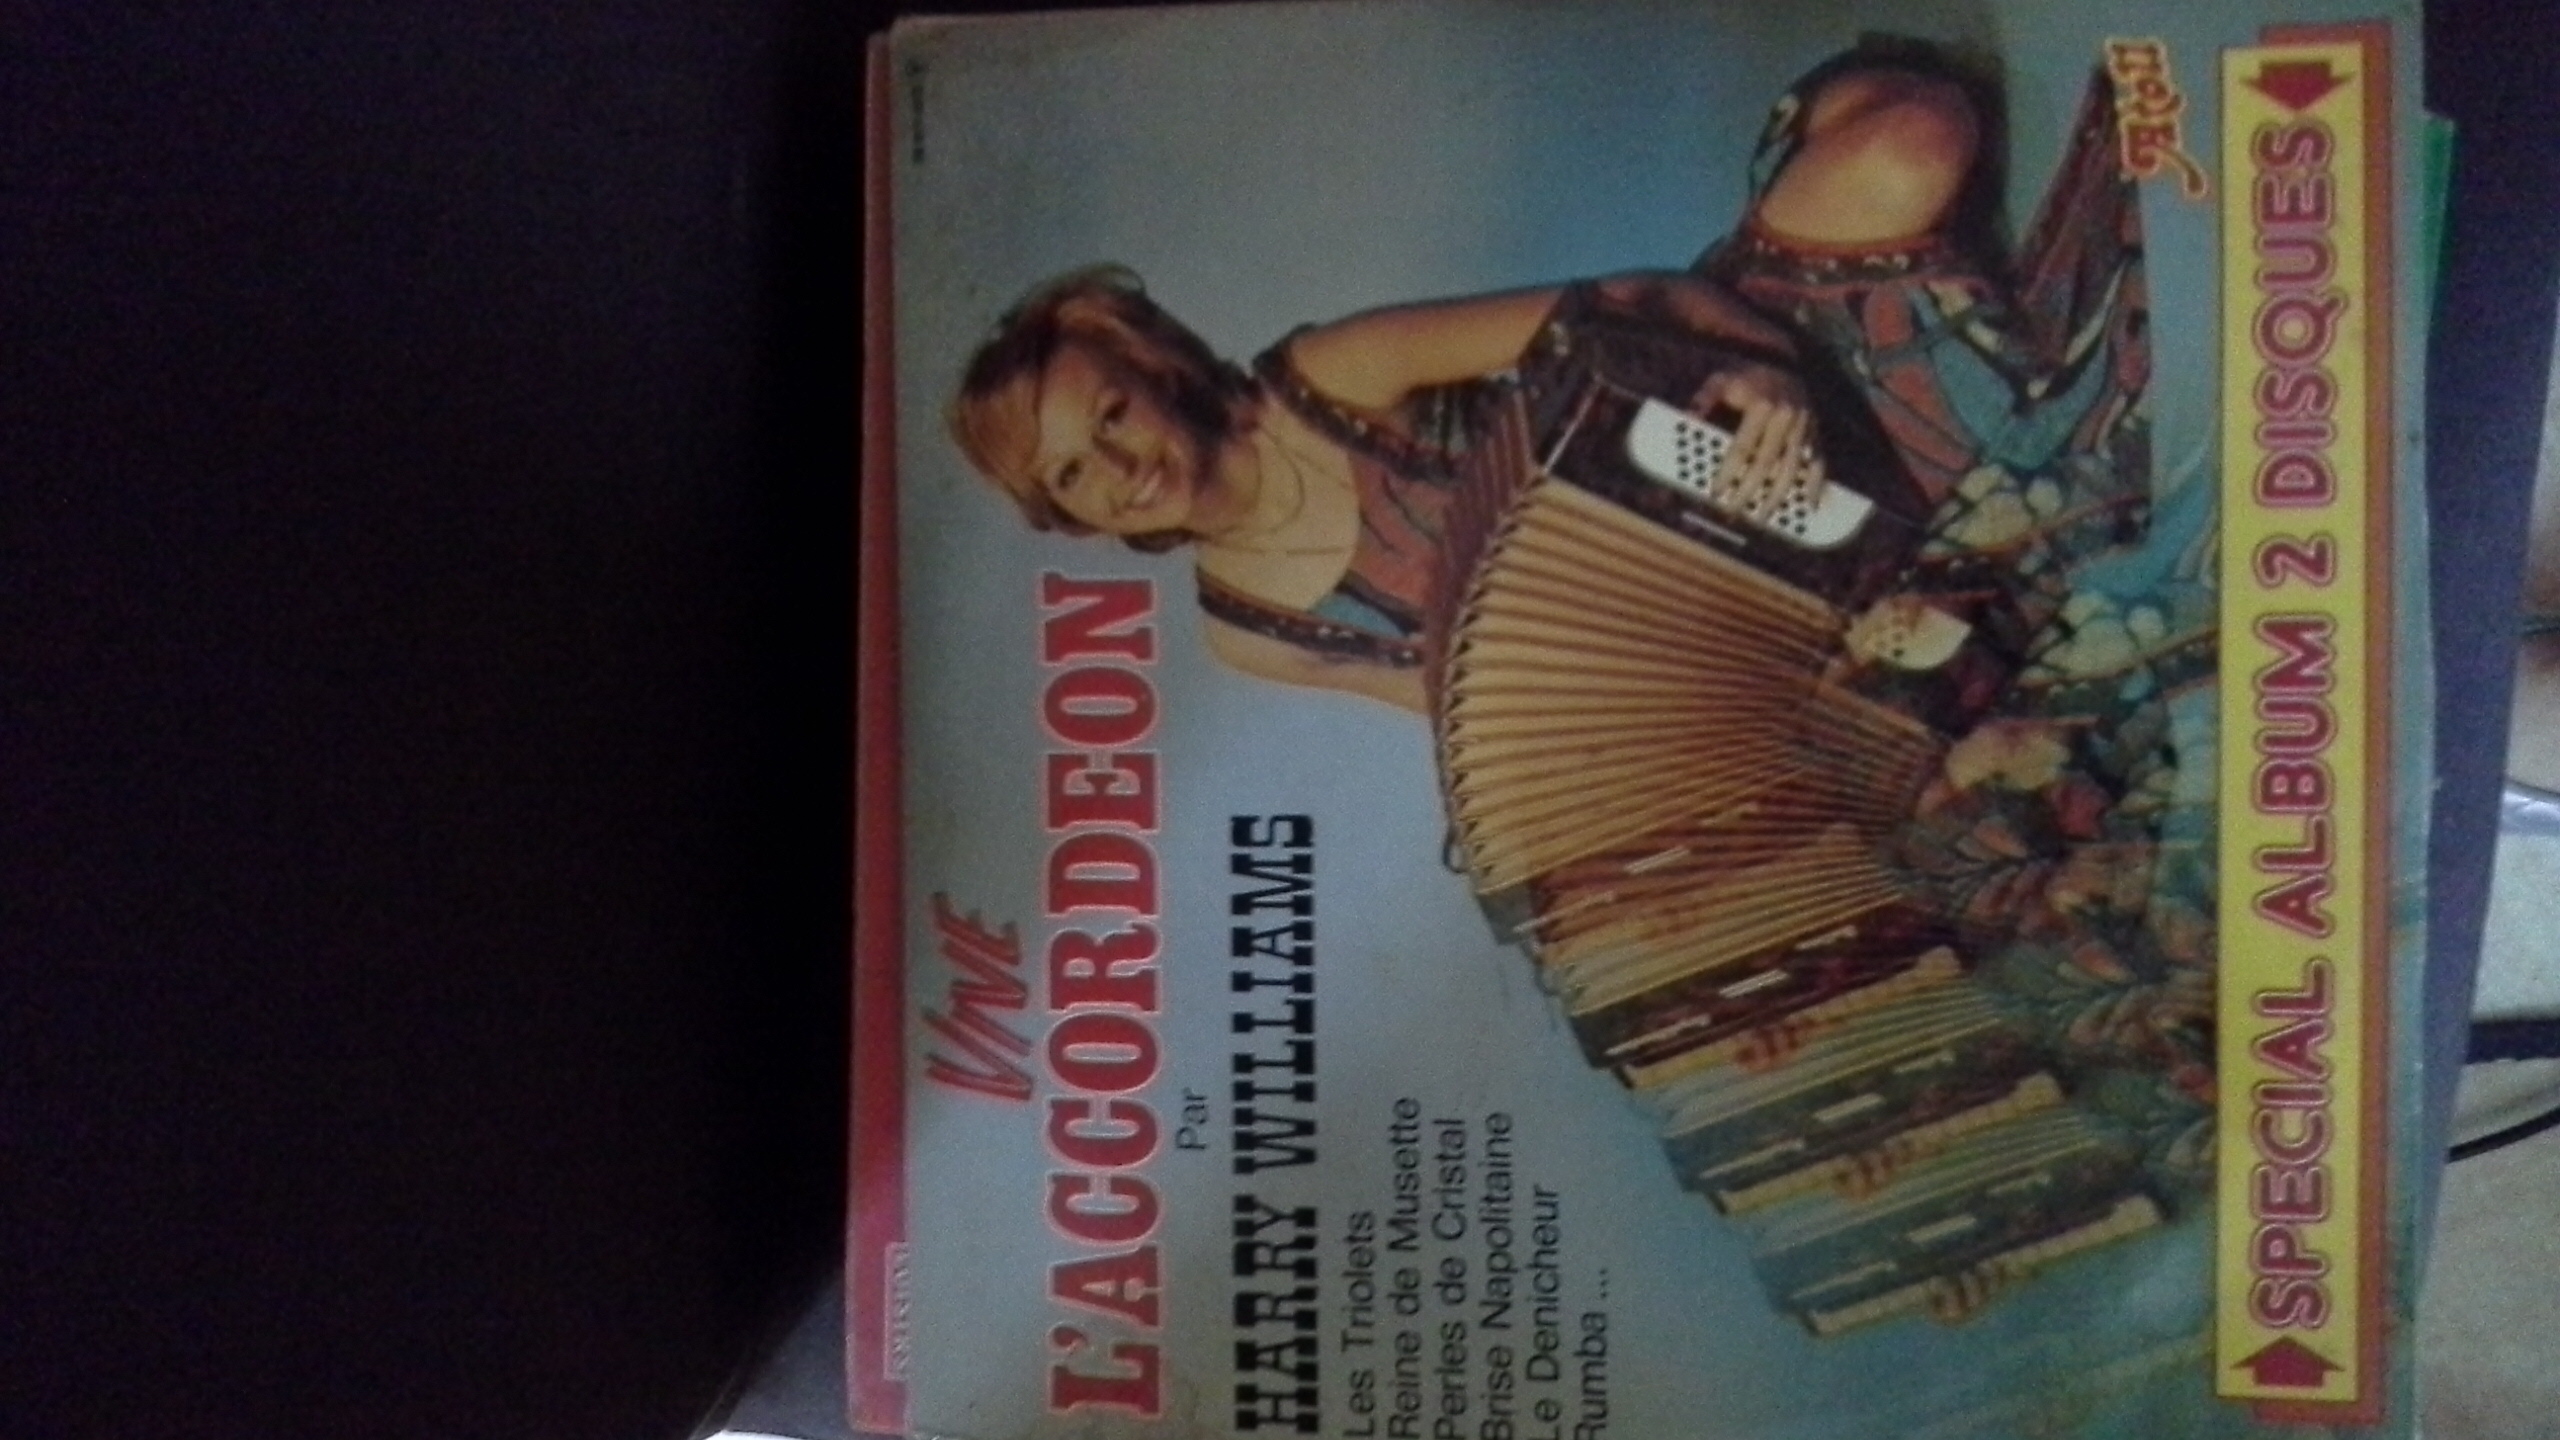 VIVE
L'ACCORDEON
Par
HARRY WILLIAMS
Les Triolets
Reine de Musette
Perles de Cristal
Brise Napolitaine
Le Denicheur
Rumba ...
Atoll
SPECIAL ALBUM 2 DISQUES